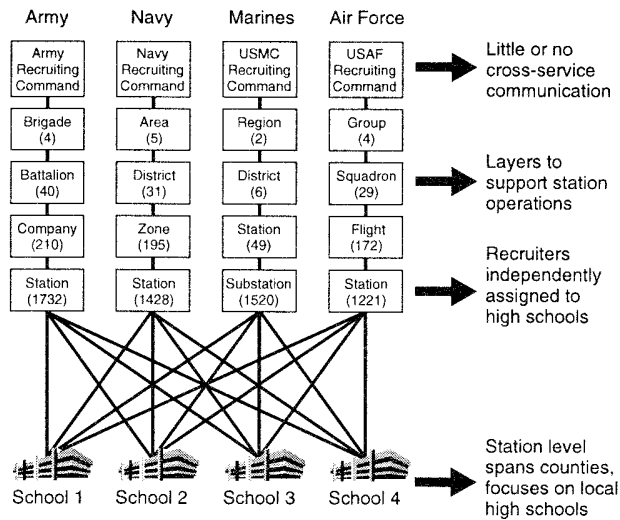 Army Navy Marines Air Force
Army
Recruiting
Command
Navy
Recruiting
Command
USMC
Recruiting
Command
USAF
Recruiting
Command
Little or no
cross-service
communication
Brigade
(4)
Area
(5)
Region
(2)
Group
(4)
Battalion
(40)
District
(31)
District
(6)
Squadron
(29)
Layers to
support station
operations
Company
(210)
Zone
(195)
Station
(49)
Flight
(172)
Station
(1732)
Station
(1428)
Substation
(1520)
Station
(1221)
Recruiters
independently
assigned to
high schools
School 1 School 2 School 3 School 4
Station level
spans counties,
focuses on local
high schools